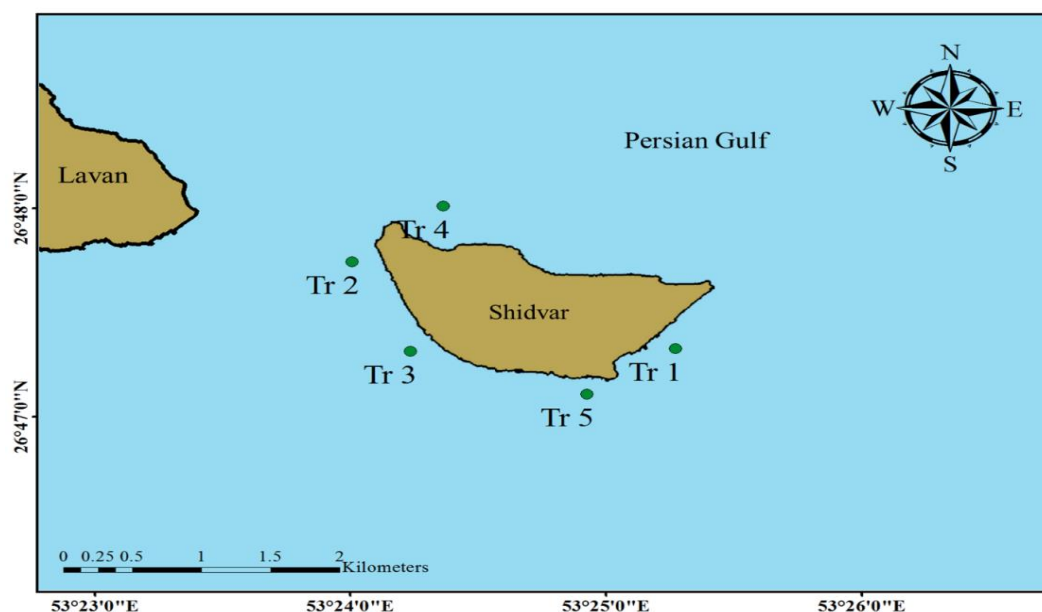 N
W E
S
Persian Gulf
Lavan
26°48'0"N
Tr 4
Tr 2
Shidvar
Tr 3
Tr 1
Tr 5
26°47'0"N
0 0.25 0.5 1 1.5 2
Kilometers
53°23'0"E 53°24'0"E 53°25'0"E 53°26'0"E